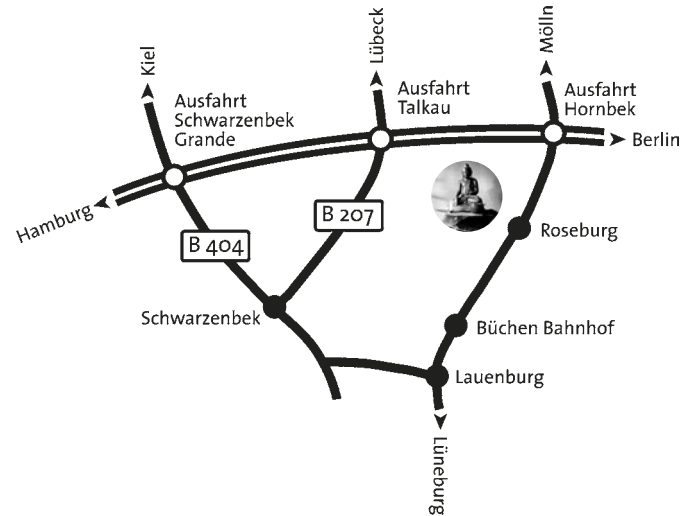 Kiel
Lübeck
Mölln
Ausfahrt
Schwarzenbek
Grande
Ausfahrt
Talkau
Ausfahrt
Hornbek
Berlin
Hamburg
B 404
B 207
Roseburg
Schwarzenbek
Büchen Bahnhof
Lauenburg
Lüneburg